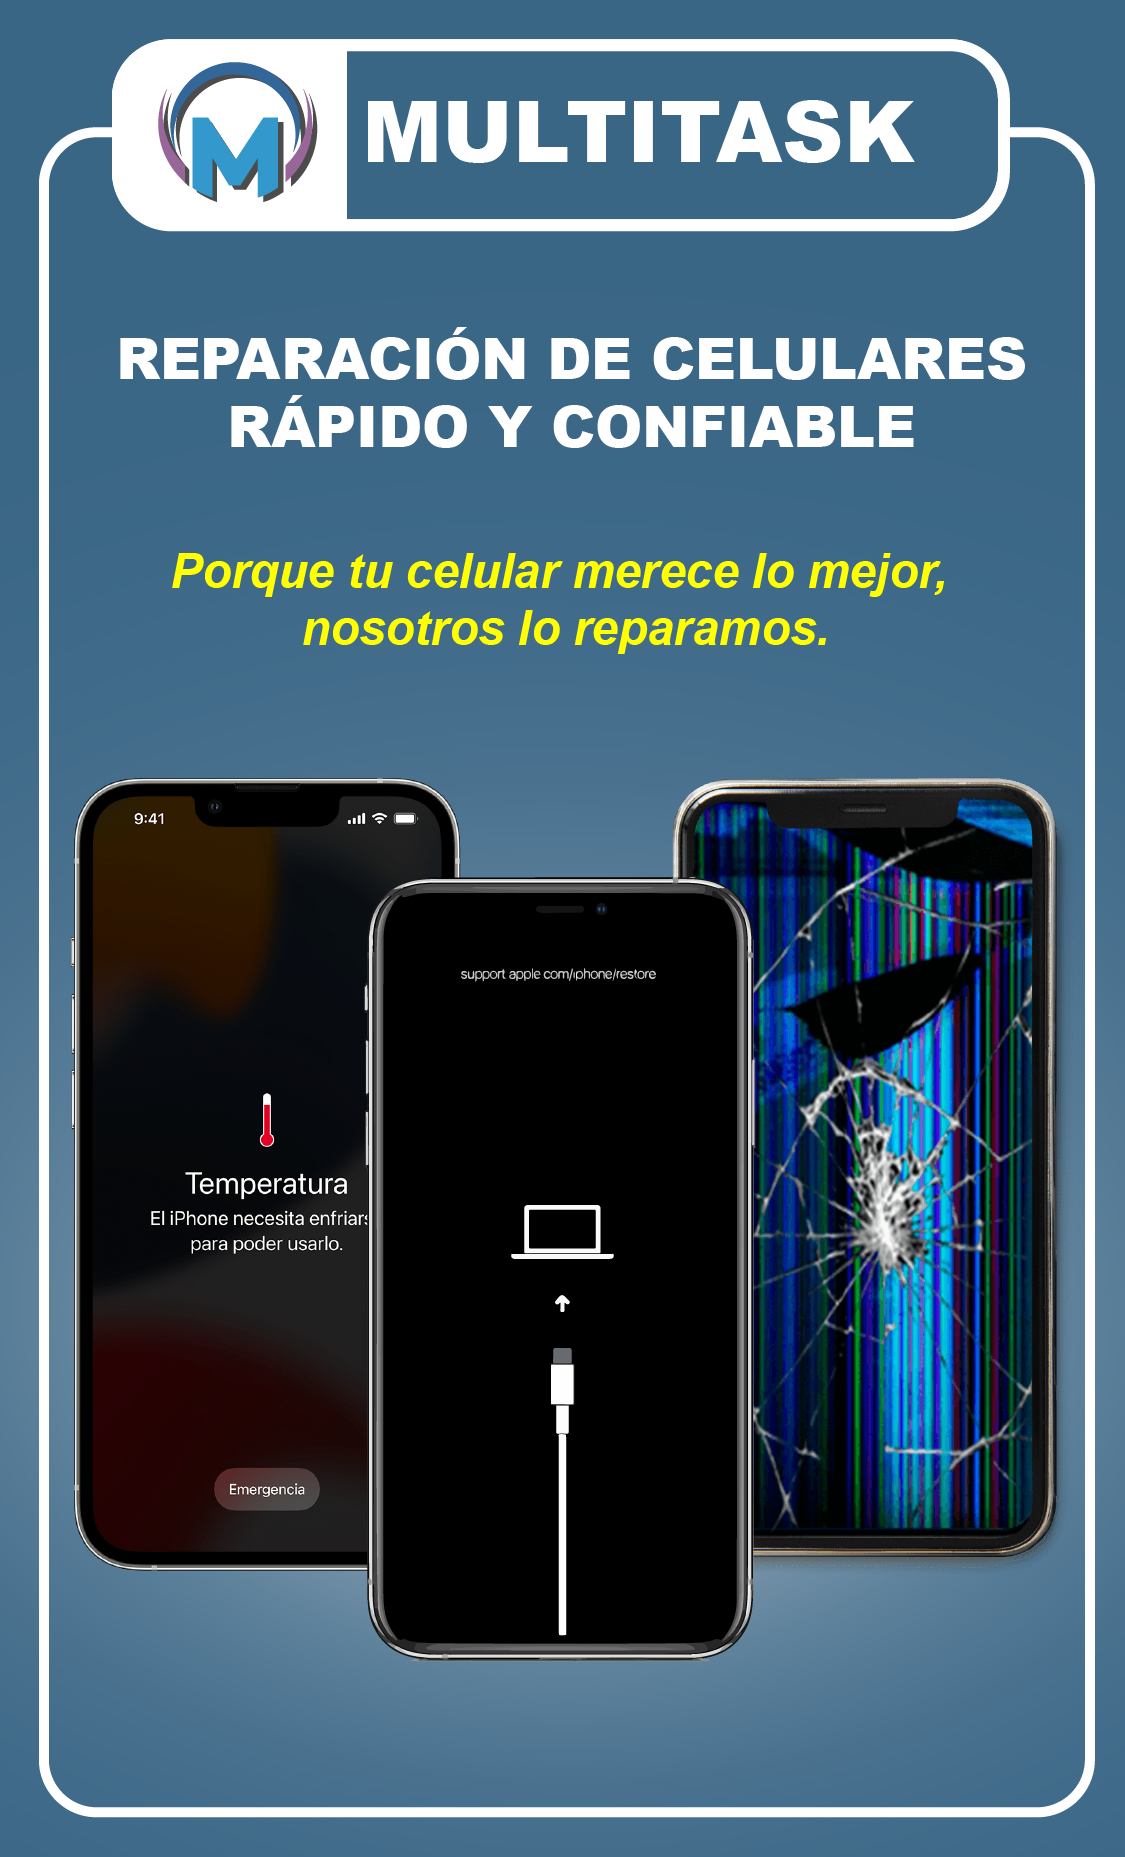 M
MULTITASK
REPARACIÓN DE CELULARES
RÁPIDO Y CONFIABLE
Porque tu celular merece lo mejor,
nosotros lo reparamos.
9:41
Temperatura
El iPhone necesita enfriars
para poder usarlo.
Emergencia
support apple com/iphone/restore